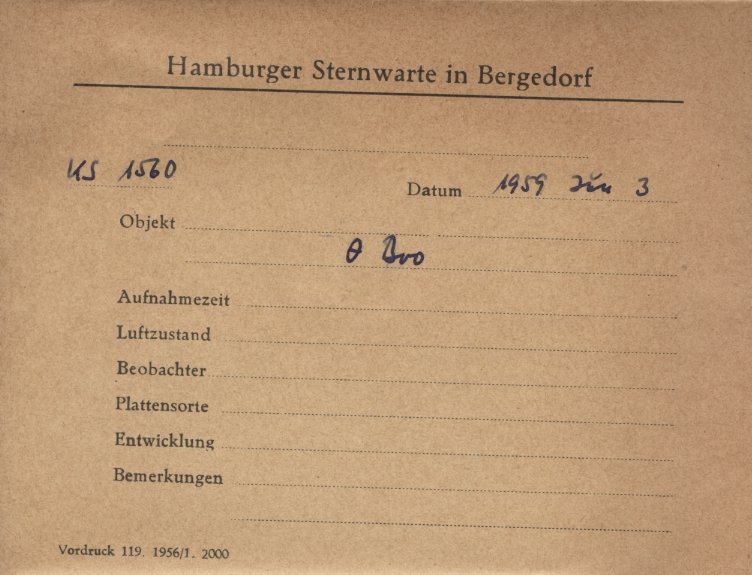 Hamburger Sternwarte in Bergedorf
KS 1560
Datum 1959 Jun 3
Objekt
θ Boo
Aufnahmezeit
Luftzustand
Beobachter
Plattensorte
Entwicklung
Bemerkungen
Vordruck 119. 1956/1. 2000